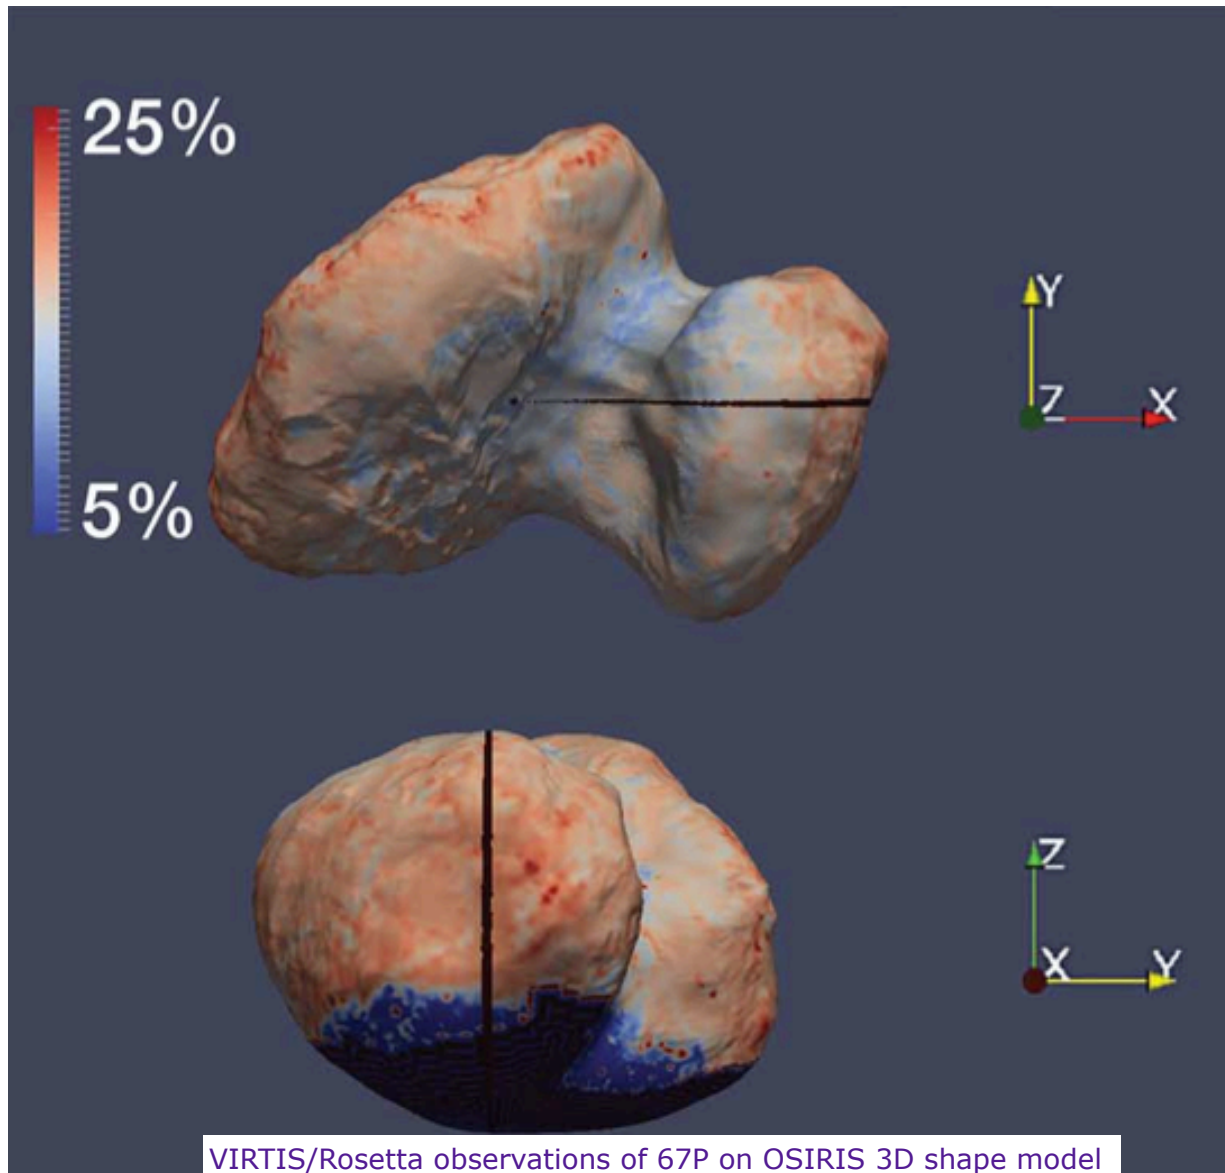 25%
5%
Y
Z
X
Z
X
Y
VIRTIS/Rosetta observations of 67P on OSIRIS 3D shape model